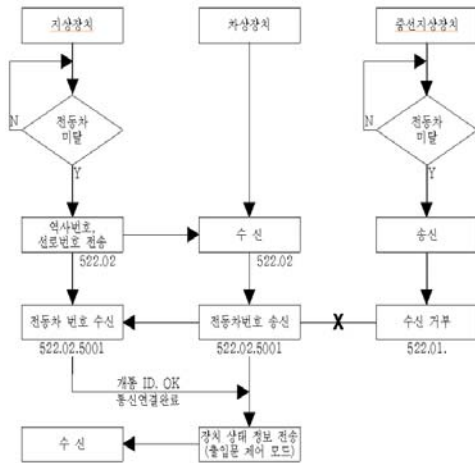 지상장치
차상장치
중선지상장치
N
전동차
미달
Y
N
전동차
미달
Y
역사번호,
선로번호 전송
522.02
수 신
522.02
송신
전동차 번호 수신
522.02.5001
전동차번호 송신
522.02.5001
X
수신 거부
522.01.
개통 ID. OK
통신연결완료
수 신
장치 상태 정보 전송
(출입문 제어 모드)